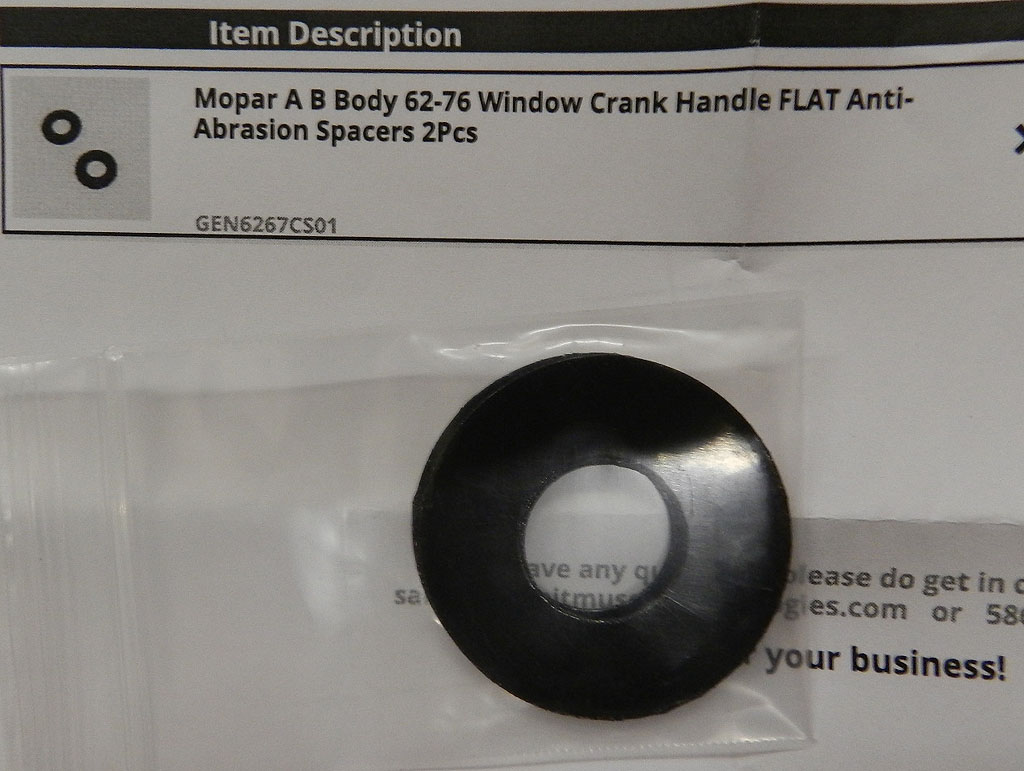 Item Description
Mopar A B Body 62-76 Window Crank Handle FLAT Anti-
Abrasion Spacers 2Pcs
GEN6267CS01
any do get in
or
your business!